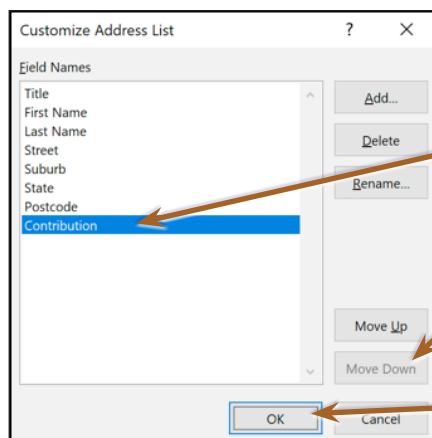 Customize Address List ? ×
Field Names
Title
First Name
Last Name
Street
Suburb
State
Postcode
Contribution
Add...
Delete
Rename...
Move Up
Move Down
OK
Cancel